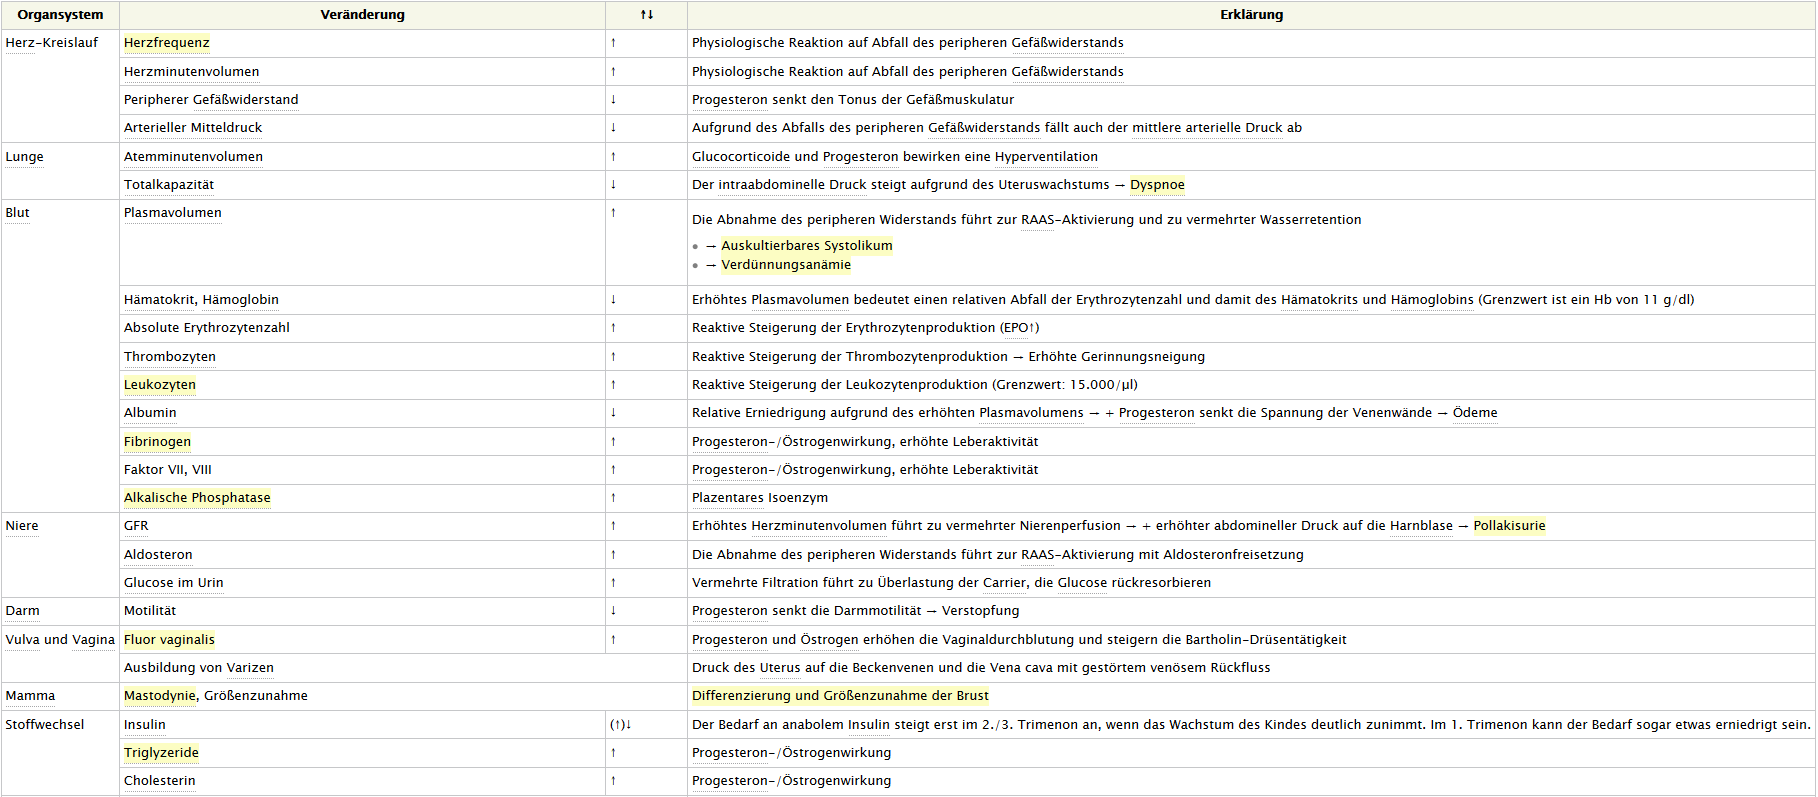 Organsystem Veränderung ↑↓ Erklärung
Herz-Kreislauf Herzfrequenz ↑ Physiologische Reaktion auf Abfall des peripheren Gefäßwiderstands
Herzminutenvolumen ↑ Physiologische Reaktion auf Abfall des peripheren Gefäßwiderstands
Peripherer Gefäßwiderstand ↓ Progesteron senkt den Tonus der Gefäßmuskulatur
Arterieller Mitteldruck ↓ Aufgrund des Abfalls des peripheren Gefäßwiderstands fällt auch der mittlere arterielle Druck ab
Lunge Atemminutenvolumen ↑ Glucocorticoide und Progesteron bewirken eine Hyperventilation
Totalkapazität ↓ Der intraabdominelle Druck steigt aufgrund des Uteruswachstums → Dyspnoe
Blut Plasmavolumen ↑ Die Abnahme des peripheren Widerstands führt zur RAAS-Aktivierung und zu vermehrter Wasserretention
• → Auskultierbares Systolikum
• → Verdünnungsanämie
Hämatokrit, Hämoglobin ↓ Erhöhtes Plasmavolumen bedeutet einen relativen Abfall der Erythrozytenzahl und damit des Hämatokrits und Hämoglobins (Grenzwert ist ein Hb von 11 g/dl)
Absolute Erythrozytenzahl ↑ Reaktive Steigerung der Erythrozytenproduktion (EPO↑)
Thrombozyten ↑ Reaktive Steigerung der Thrombozytenproduktion → Erhöhte Gerinnungsneigung
Leukozyten ↑ Reaktive Steigerung der Leukozytenproduktion (Grenzwert: 15.000/μl)
Albumin ↓ Relative Erniedrigung aufgrund des erhöhten Plasmavolumens → + Progesteron senkt die Spannung der Venenwände → Ödeme
Fibrinogen ↑ Progesteron-/Östrogenwirkung, erhöhte Leberaktivität
Faktor VII, VIII ↑ Progesteron-/Östrogenwirkung, erhöhte Leberaktivität
Alkalische Phosphatase ↑ Plazentares Isoenzym
Niere GFR ↑ Erhöhtes Herzminutenvolumen führt zu vermehrter Nierenperfusion → + erhöhter abdomineller Druck auf die Harnblase → Pollakisurie
Aldosteron ↑ Die Abnahme des peripheren Widerstands führt zur RAAS-Aktivierung mit Aldosteronfreisetzung
Glucose im Urin ↑ Vermehrte Filtration führt zu Überlastung der Carrier, die Glucose rückresorbieren
Darm Motilität ↓ Progesteron senkt die Darmmotilität → Verstopfung
Vulva und Vagina Fluor vaginalis ↑ Progesteron und Östrogen erhöhen die Vaginaldurchblutung und steigern die Bartholin-Drüsentätigkeit
Ausbildung von Varizen Druck des Uterus auf die Beckenvenen und die Vena cava mit gestörtem venösem Rückfluss
Mamma Mastodynie, Größenzunahme Differenzierung und Größenzunahme der Brust
Stoffwechsel Insulin (↑)↓ Der Bedarf an anabolem Insulin steigt erst im 2./3. Trimenon an, wenn das Wachstum des Kindes deutlich zunimmt. Im 1. Trimenon kann der Bedarf sogar etwas erniedrigt sein.
Triglyzeride ↑ Progesteron-/Östrogenwirkung
Cholesterin ↑ Progesteron-/Östrogenwirkung